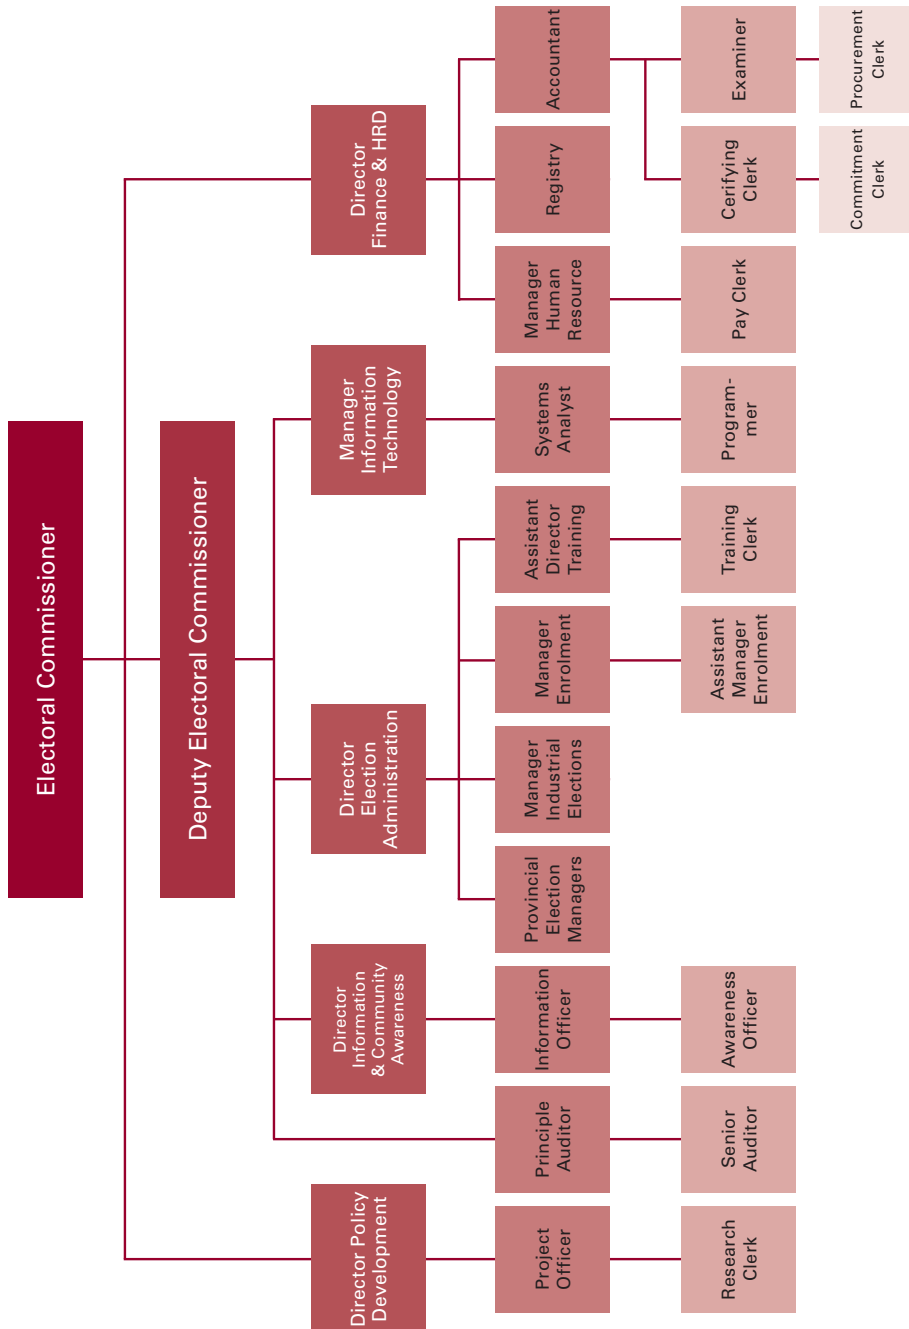 Electoral Commissioner
Deputy Electoral Commissioner
Director Policy
Development
Director
Information
& Community
Awareness
Director
Election
Administration
Manager
Information
Technology
Director
Finance & HRD
Project
Officer
Principle
Auditor
Information
Officer
Provincial
Election
Managers
Manager
Industrial
Elections
Manager
Enrolment
Assistant
Director
Training
Systems
Analyst
Manager
Human
Resource
Registry
Accountant
Research
Clerk
Senior
Auditor
Awareness
Officer
Assistant
Manager
Enrolment
Training
Clerk
Program-
mer
Pay Clerk
Cerifying
Clerk
Examiner
Commitment
Clerk
Procurement
Clerk